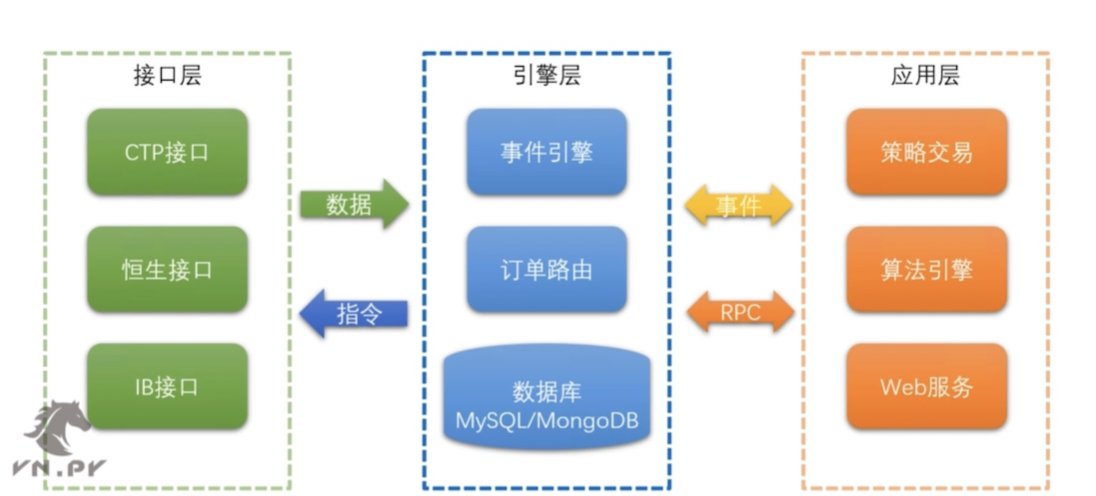 接口层
CTP接口
恒生接口
IB接口
数据
指令
引擎层
事件引擎
订单路由
数据库
MySQL/MongoDB
事件
RPC
应用层
策略交易
算法引擎
Web服务
VN.PY